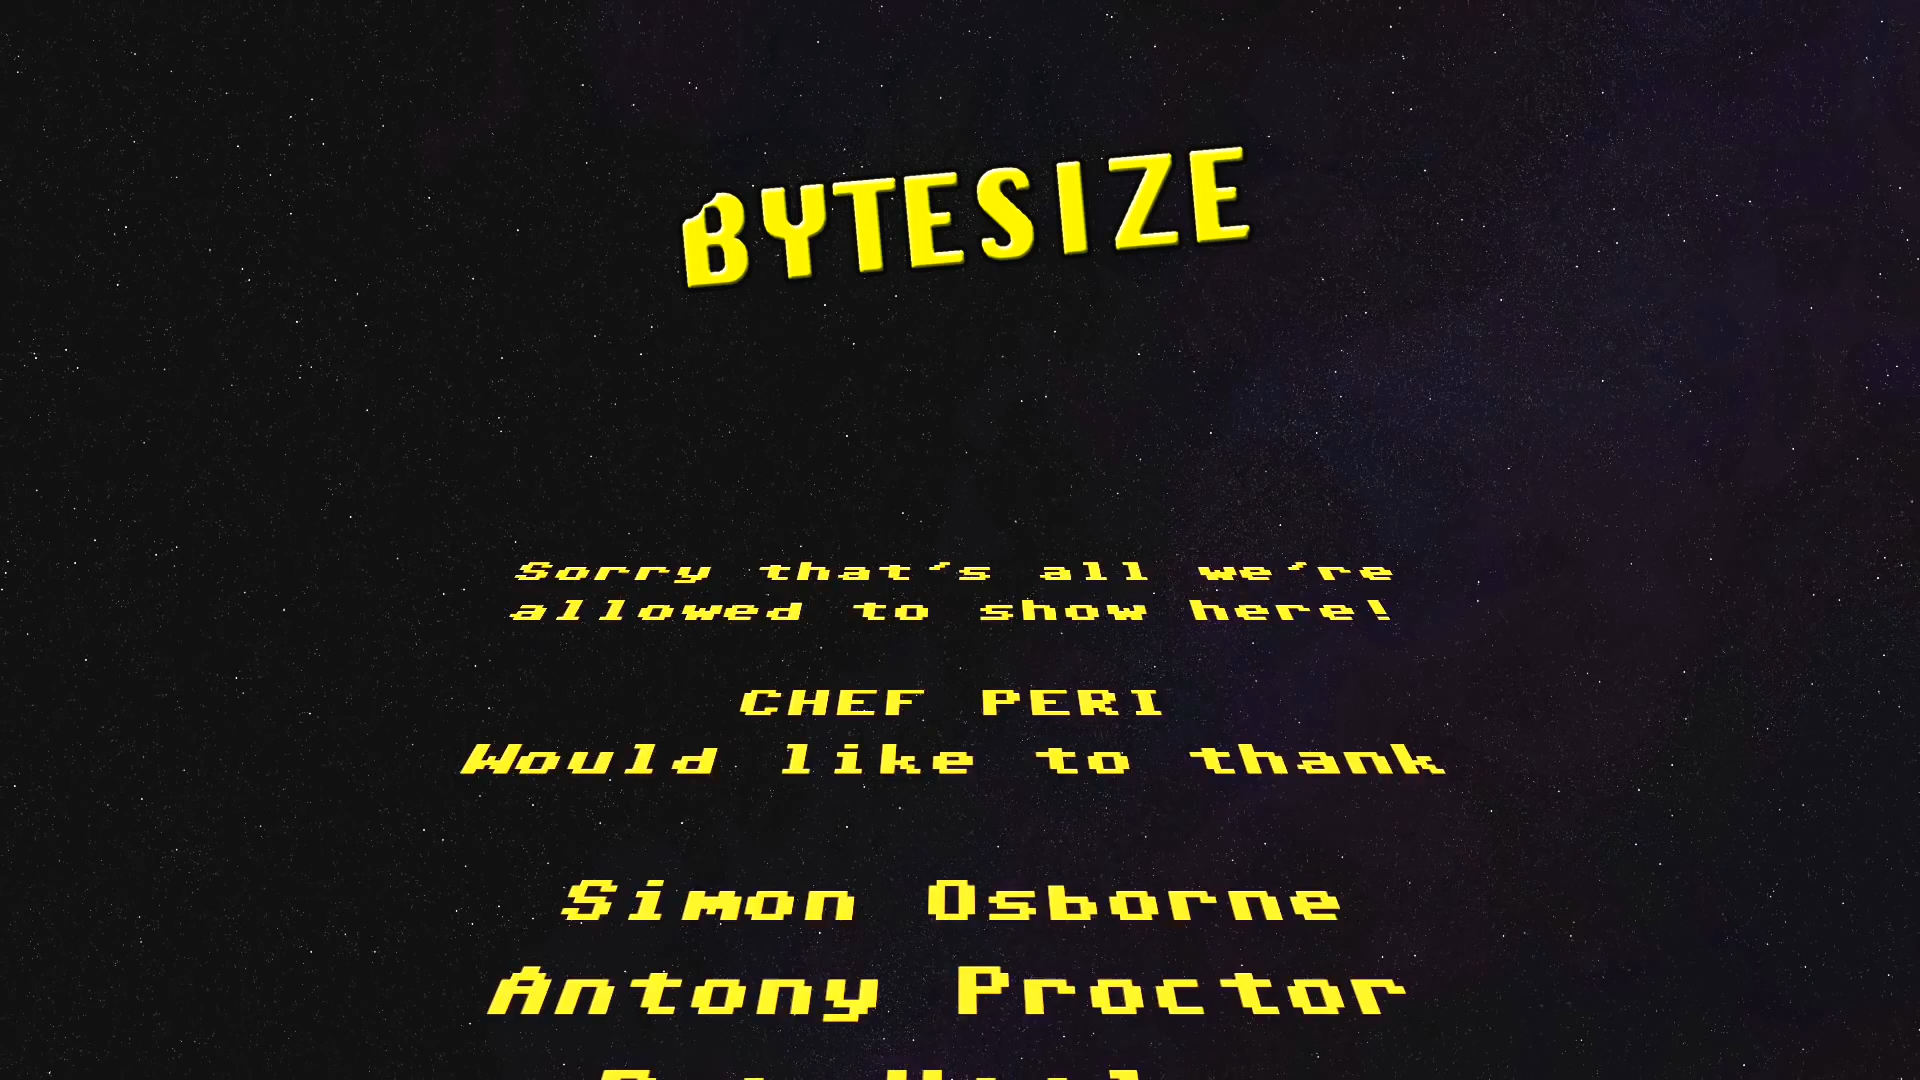 BYTESIZE
Sorry that's all we're
allowed to show here!
CHEF PERI
Would like to thank
Simon Osborne
Antony Proctor